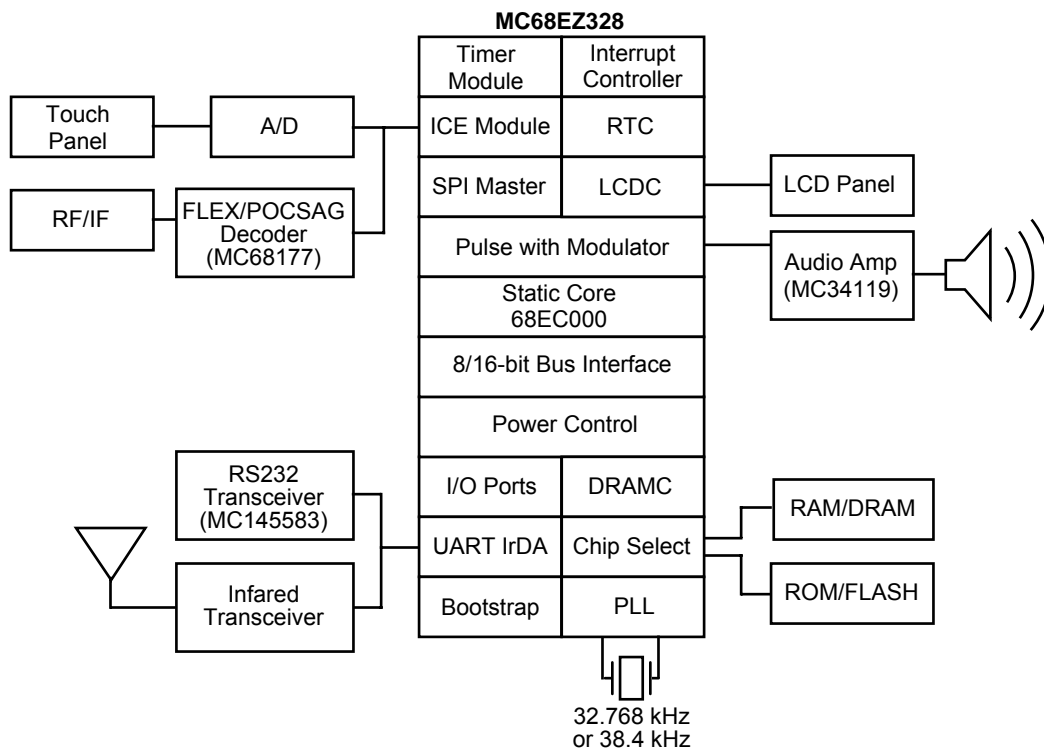 MC68EZ328
Timer
Module
Interrupt
Controller
Touch
Panel
A/D
ICE Module
RTC
RF/IF
FLEX/POCSAG
Decoder
(MC68177)
SPI Master
LCDC
LCD Panel
Pulse with Modulator
Audio Amp
(MC34119)
Static Core
68EC000
8/16-bit Bus Interface
Power Control
RS232
Transceiver
(MC145583)
I/O Ports
DRAMC
RAM/DRAM
UART IrDA
Chip Select
Infared
Transceiver
ROM/FLASH
Bootstrap
PLL
32.768 kHz
or 38.4 kHz